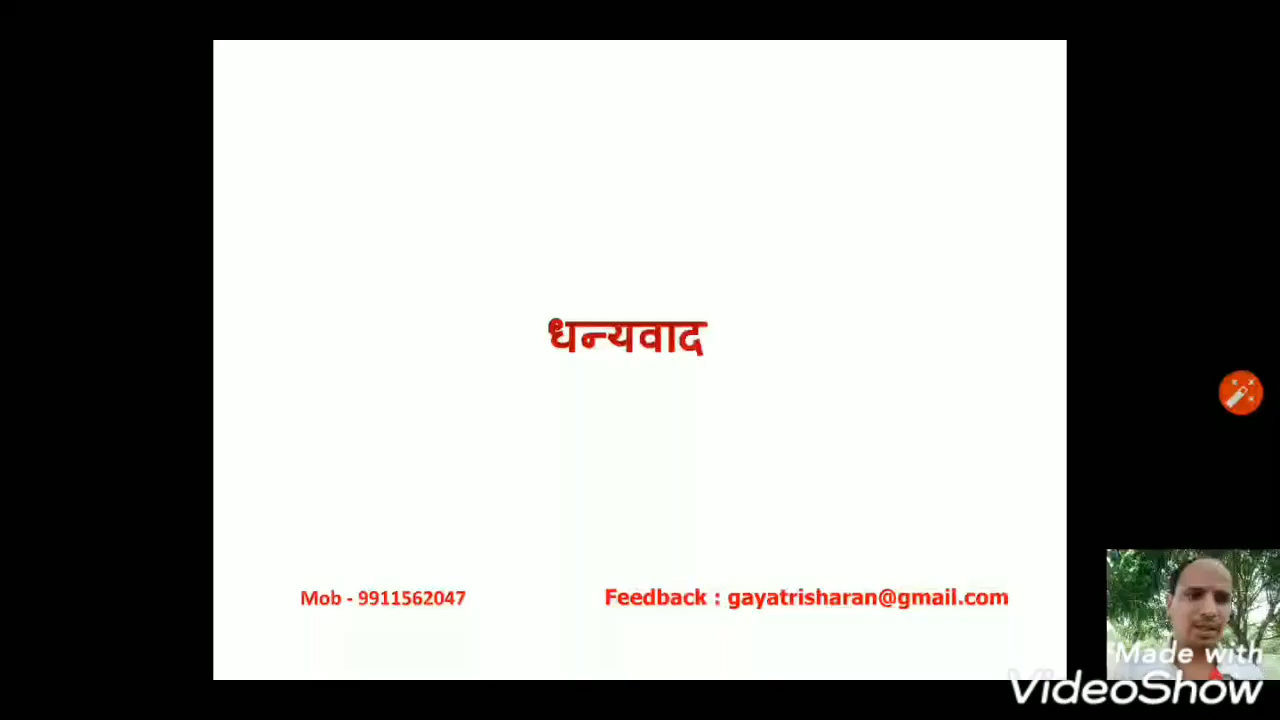 धन्यवाद
Mob - 9911562047
Feedback : gayatrisharan@gmail.com
Made with
VideoShow